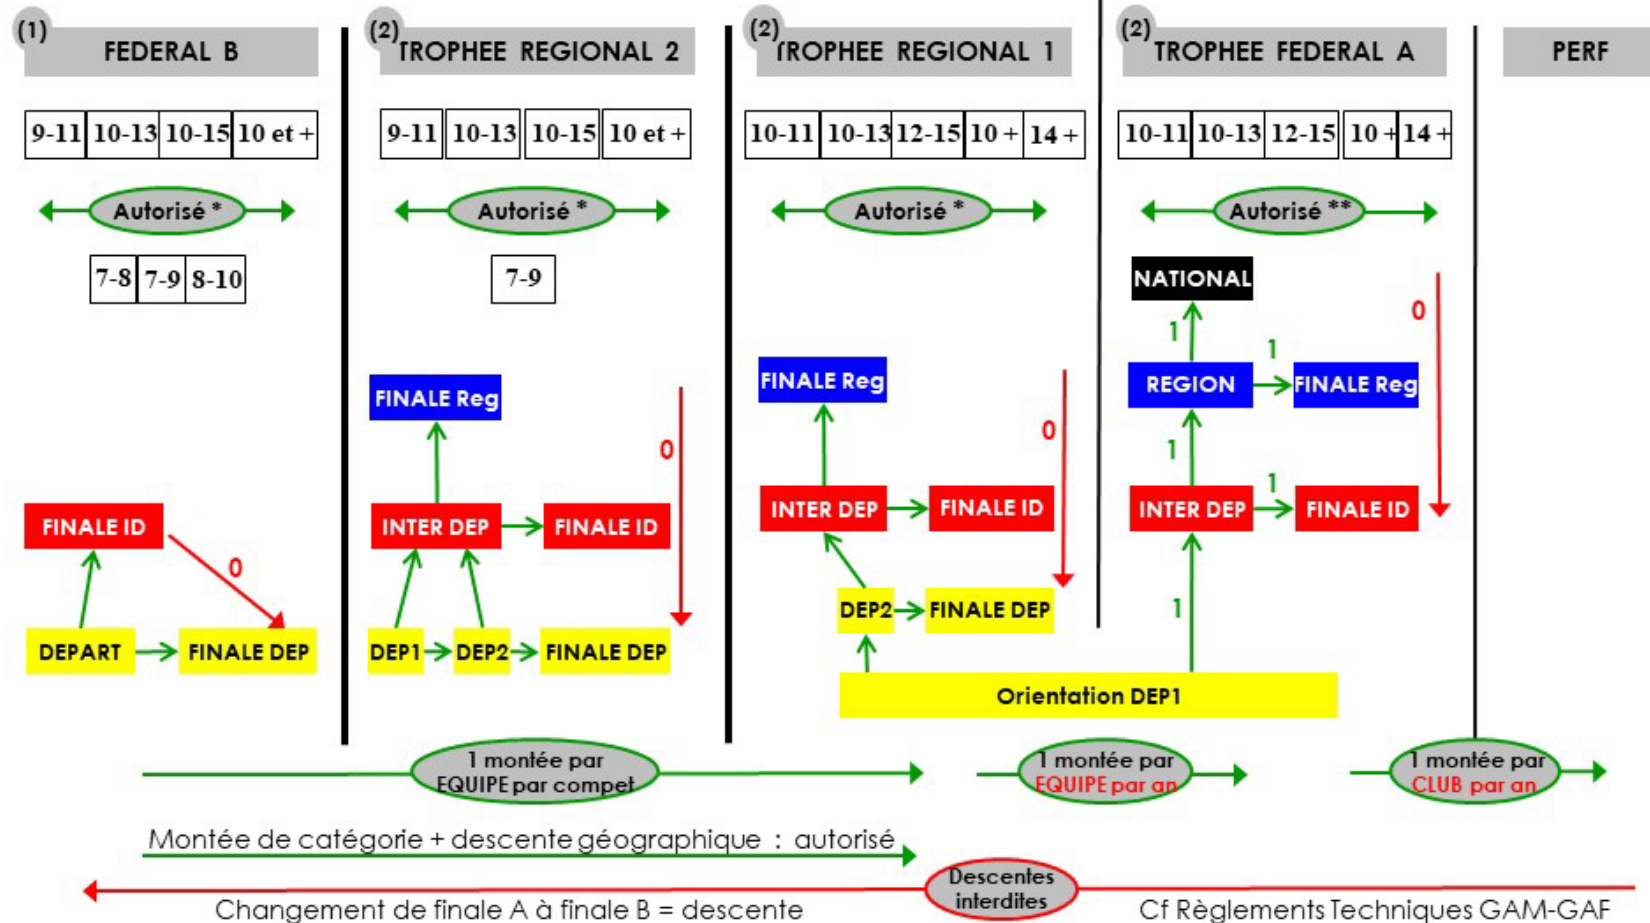 (1)
FEDERAL B
(2)
TROPHEE REGIONAL 2
(2)
TROPHEE REGIONAL 1
(2)
TROPHEE FEDERAL A
PERF
9-11 10-13 10-15 10 et +
9-11 10-13 10-15 10 et +
10-11 10-13 12-15 10 + 14 +
10-11 10-13 12-15 10 + 14 +
Autorisé *
Autorisé *
Autorisé *
Autorisé **
7-8 7-9 8-10
7-9
NATIONAL
0
1
1
FINALE Reg
FINALE Reg
REGION
FINALE Reg
0
0
1
1
FINALE ID
INTER DEP
FINALE ID
INTER DEP
FINALE ID
INTER DEP
FINALE ID
0
1
DEP2
FINALE DEP
DEPART
FINALE DEP
DEP1
DEP2
FINALE DEP
Orientation DEP1
1 montée par
EQUIPE par compet
1 montée par
EQUIPE par an
1 montée par
CLUB par an
Montée de catégorie + descente géographique : autorisé
Descentes
interdites
Changement de finale A à finale B = descente
Cf Règlements Techniques GAM-GAF